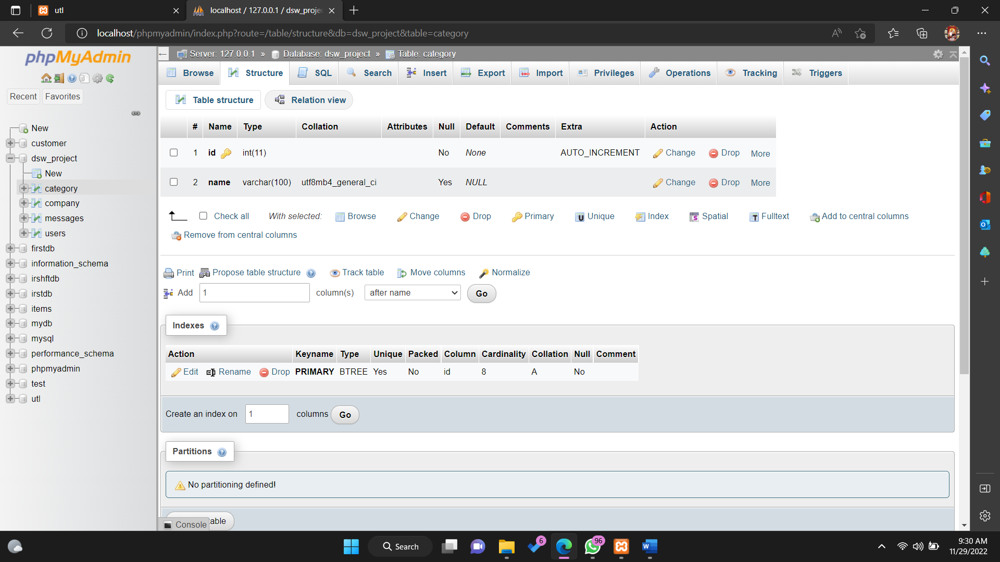 utl
localhost / 127.0.0.1 / dsw_proje
localhost/phpmyadmin/index.php?route=/table/structure&db=dsw_project&table=category
phpMyAdmin
Recent Favorites
New
customer
dsw_project
New
category
company
messages
users
firstdb
information_schema
irshftdb
irstdb
items
mydb
mysql
performance_schema
phpmyadmin
test
utl
Server: 127.0.0.1 » Database: dsw_project » Table: category
Browse Structure SQL Search Insert Export Import Privileges Operations Tracking Triggers
Table structure Relation view
# Name Type Collation Attributes Null Default Comments Extra Action
1 id int(11) No None AUTO_INCREMENT Change Drop More
2 name varchar(100) utf8mb4_general_ci Yes NULL Change Drop More
Check all With selected: Browse Change Drop Primary Unique Index Spatial Fulltext Add to central columns
Remove from central columns
Print Propose table structure Track table Move columns Normalize
Add 1 column(s) after name Go
Indexes
Action Keyname Type Unique Packed Column Cardinality Collation Null Comment
Edit Rename Drop PRIMARY BTREE Yes No id 8 A No
Create an index on 1 columns Go
Partitions
No partitioning defined!
table
Console
Search
6
96
9:30 AM
11/29/2022